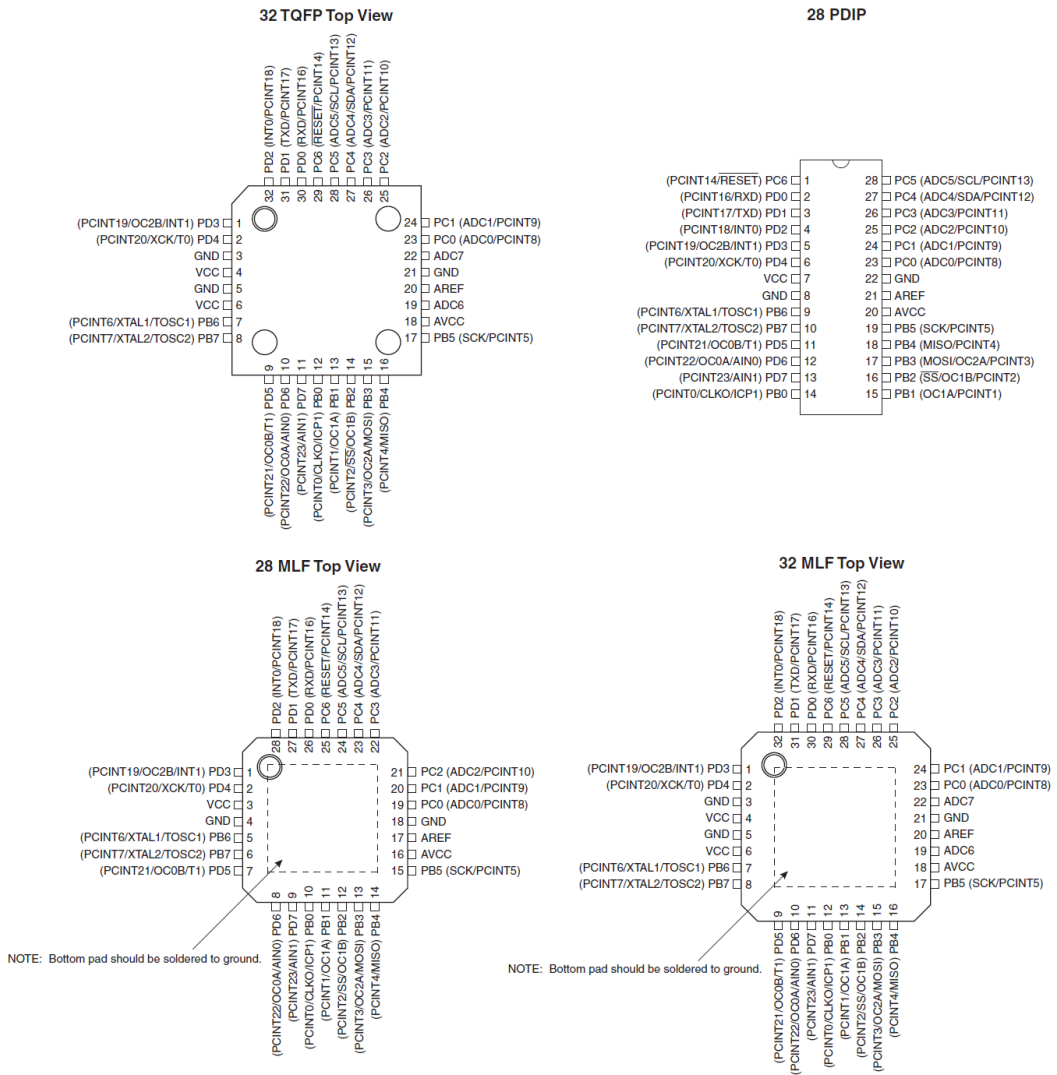 32 TQFP Top View
PD2 (INT0/PCINT18)
PD1 (TXD/PCINT17)
PD0 (RXD/PCINT16)
PC6 (RESET/PCINT14)
PC5 (ADC5/SCL/PCINT13)
PC4 (ADC4/SDA/PCINT12)
PC3 (ADC3/PCINT11)
PC2 (ADC2/PCINT10)
32 31 30 29 28 27 26 25
(PCINT19/OC2B/INT1) PD3 1
(PCINT20/XCK/T0) PD4 2
GND 3
VCC 4
GND 5
VCC 6
(PCINT6/XTAL1/TOSC1) PB6 7
(PCINT7/XTAL2/TOSC2) PB7 8
24 PC1 (ADC1/PCINT9)
23 PC0 (ADC0/PCINT8)
22 ADC7
21 GND
20 AREF
19 ADC6
18 AVCC
17 PB5 (SCK/PCINT5)
9 10 11 12 13 14 15 16
(PCINT21/OC0B/T1) PD5
(PCINT22/OC0A/AIN0) PD6
(PCINT23/AIN1) PD7
(PCINT0/CLKO/ICP1) PB0
(PCINT1/OC1A) PB1
(PCINT2/SS/OC1B) PB2
(PCINT3/OC2A/MOSI) PB3
(PCINT4/MISO) PB4
28 PDIP
(PCINT14/RESET) PC6 1
(PCINT16/RXD) PD0 2
(PCINT17/TXD) PD1 3
(PCINT18/INT0) PD2 4
(PCINT19/OC2B/INT1) PD3 5
(PCINT20/XCK/T0) PD4 6
VCC 7
GND 8
(PCINT6/XTAL1/TOSC1) PB6 9
(PCINT7/XTAL2/TOSC2) PB7 10
(PCINT21/OC0B/T1) PD5 11
(PCINT22/OC0A/AIN0) PD6 12
(PCINT23/AIN1) PD7 13
(PCINT0/CLKO/ICP1) PB0 14
28 PC5 (ADC5/SCL/PCINT13)
27 PC4 (ADC4/SDA/PCINT12)
26 PC3 (ADC3/PCINT11)
25 PC2 (ADC2/PCINT10)
24 PC1 (ADC1/PCINT9)
23 PC0 (ADC0/PCINT8)
22 GND
21 AREF
20 AVCC
19 PB5 (SCK/PCINT5)
18 PB4 (MISO/PCINT4)
17 PB3 (MOSI/OC2A/PCINT3)
16 PB2 (SS/OC1B/PCINT2)
15 PB1 (OC1A/PCINT1)
28 MLF Top View
PD2 (INT0/PCINT18)
PD1 (TXD/PCINT17)
PD0 (RXD/PCINT16)
PC6 (RESET/PCINT14)
PC5 (ADC5/SCL/PCINT13)
PC4 (ADC4/SDA/PCINT12)
PC3 (ADC3/PCINT11)
28 27 26 25 24 23 22
(PCINT19/OC2B/INT1) PD3 1
(PCINT20/XCK/T0) PD4 2
VCC 3
GND 4
(PCINT6/XTAL1/TOSC1) PB6 5
(PCINT7/XTAL2/TOSC2) PB7 6
(PCINT21/OC0B/T1) PD5 7
21 PC2 (ADC2/PCINT10)
20 PC1 (ADC1/PCINT9)
19 PC0 (ADC0/PCINT8)
18 GND
17 AREF
16 AVCC
15 PB5 (SCK/PCINT5)
8 9 10 11 12 13 14
(PCINT22/OC0A/AIN0) PD6
(PCINT23/AIN1) PD7
(PCINT0/CLKO/ICP1) PB0
(PCINT1/OC1A) PB1
(PCINT2/SS/OC1B) PB2
(PCINT3/OC2A/MOSI) PB3
(PCINT4/MISO) PB4
NOTE: Bottom pad should be soldered to ground.
32 MLF Top View
PD2 (INT0/PCINT18)
PD1 (TXD/PCINT17)
PD0 (RXD/PCINT16)
PC6 (RESET/PCINT14)
PC5 (ADC5/SCL/PCINT13)
PC4 (ADC4/SDA/PCINT12)
PC3 (ADC3/PCINT11)
PC2 (ADC2/PCINT10)
32 31 30 29 28 27 26 25
(PCINT19/OC2B/INT1) PD3 1
(PCINT20/XCK/T0) PD4 2
GND 3
VCC 4
GND 5
VCC 6
(PCINT6/XTAL1/TOSC1) PB6 7
(PCINT7/XTAL2/TOSC2) PB7 8
24 PC1 (ADC1/PCINT9)
23 PC0 (ADC0/PCINT8)
22 ADC7
21 GND
20 AREF
19 ADC6
18 AVCC
17 PB5 (SCK/PCINT5)
9 10 11 12 13 14 15 16
(PCINT21/OC0B/T1) PD5
(PCINT22/OC0A/AIN0) PD6
(PCINT23/AIN1) PD7
(PCINT0/CLKO/ICP1) PB0
(PCINT1/OC1A) PB1
(PCINT2/SS/OC1B) PB2
(PCINT3/OC2A/MOSI) PB3
(PCINT4/MISO) PB4
NOTE: Bottom pad should be soldered to ground.